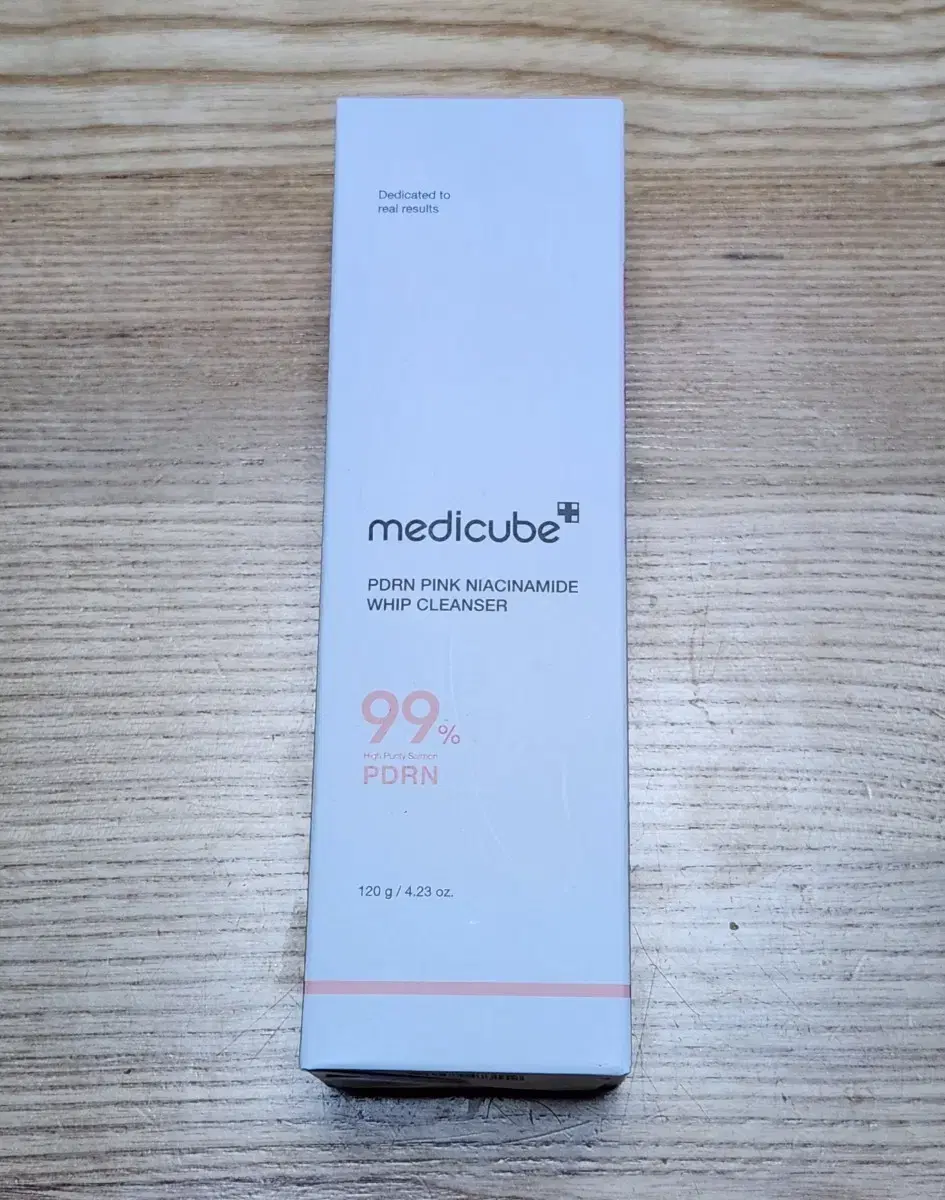 Dedicated to
real results
medicube
PDRN PINK NIACINAMIDE
WHIP CLEANSER
99%
High Purity Salmon
PDRN
120 g / 4.23 oz.